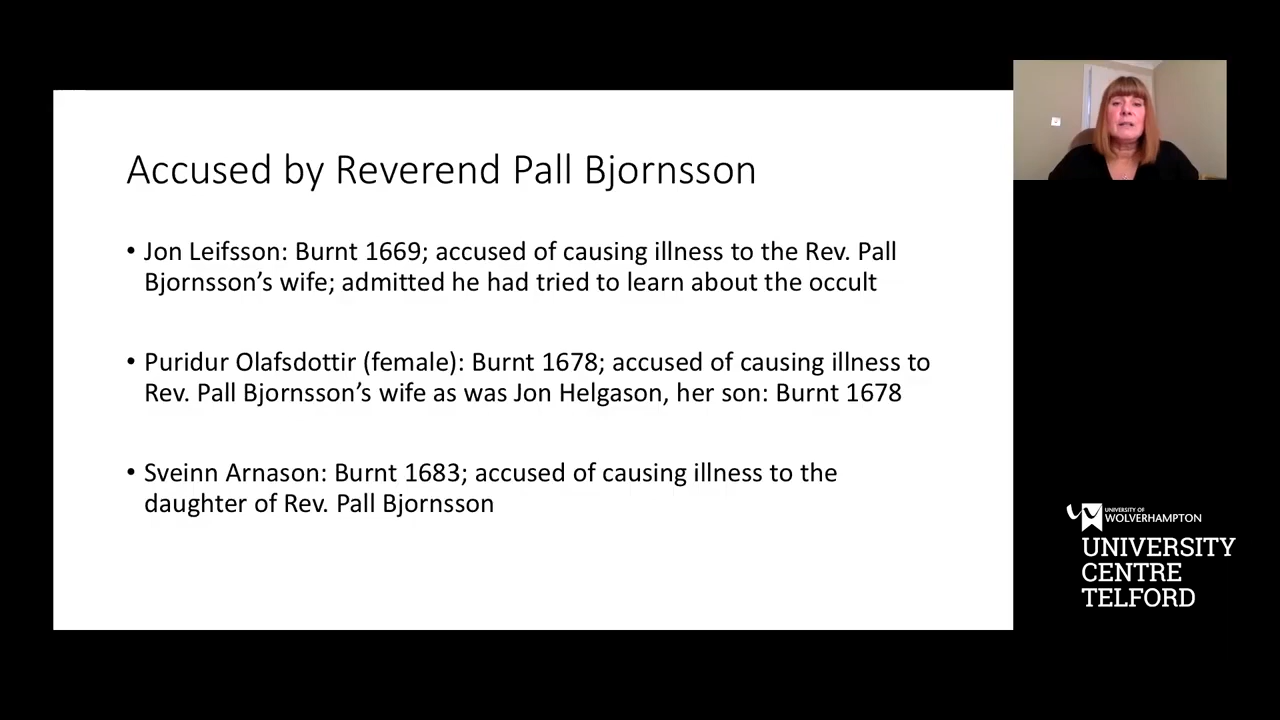 Accused by Reverend Pall Bjornsson
• Jon Leifsson: Burnt 1669; accused of causing illness to the Rev. Pall
Bjornsson’s wife; admitted he had tried to learn about the occult
• Puridur Olafsdottir (female): Burnt 1678; accused of causing illness to
Rev. Pall Bjornsson’s wife as was Jon Helgason, her son: Burnt 1678
• Sveinn Arnason: Burnt 1683; accused of causing illness to the
daughter of Rev. Pall Bjornsson
UNIVERSITY OF
WOLVERHAMPTON
UNIVERSITY
CENTRE
TELFORD